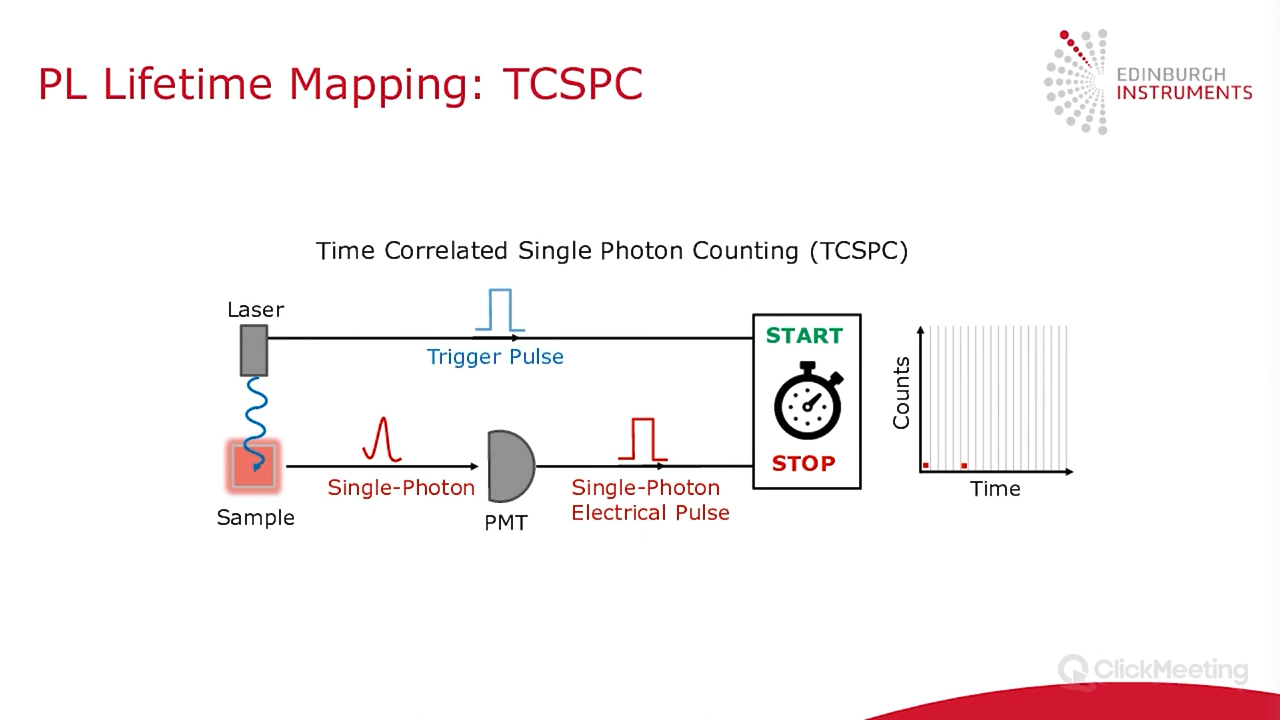 PL Lifetime Mapping: TCSPC
EDINBURGH
INSTRUMENTS
Time Correlated Single Photon Counting (TCSPC)
Laser
Trigger Pulse
START
STOP
Counts
Time
Single-Photon
Sample
PMT
Single-Photon
Electrical Pulse
ClickMeeting